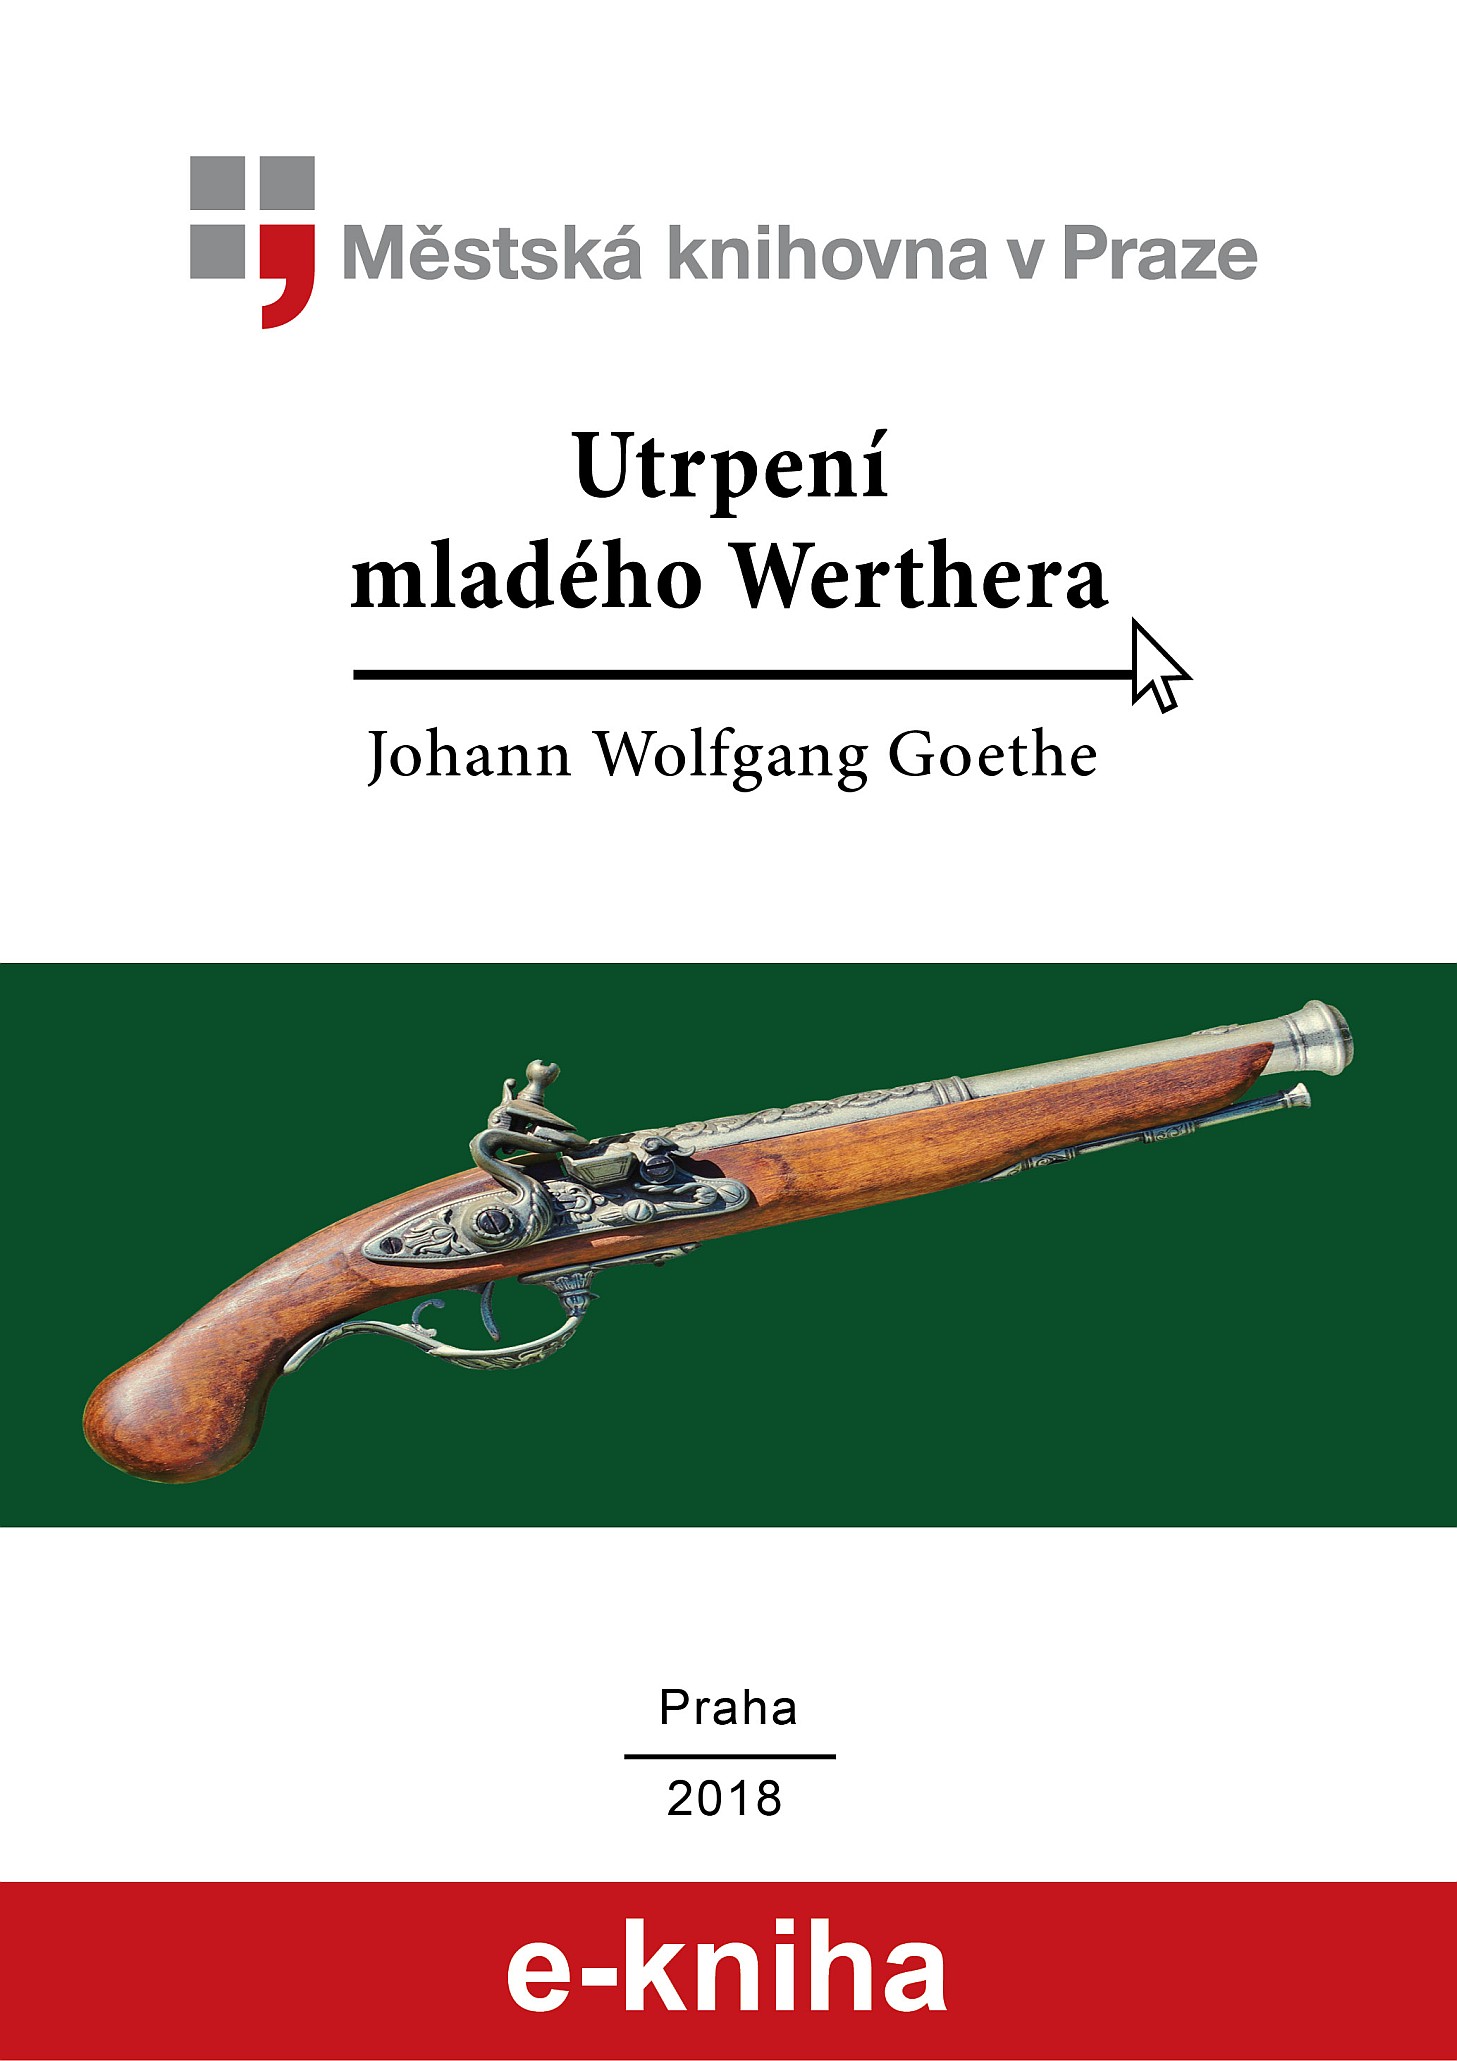 Městská knihovna v Praze
Utrpení
mladého Werthera
Johann Wolfgang Goethe
Praha
2018
e-kniha